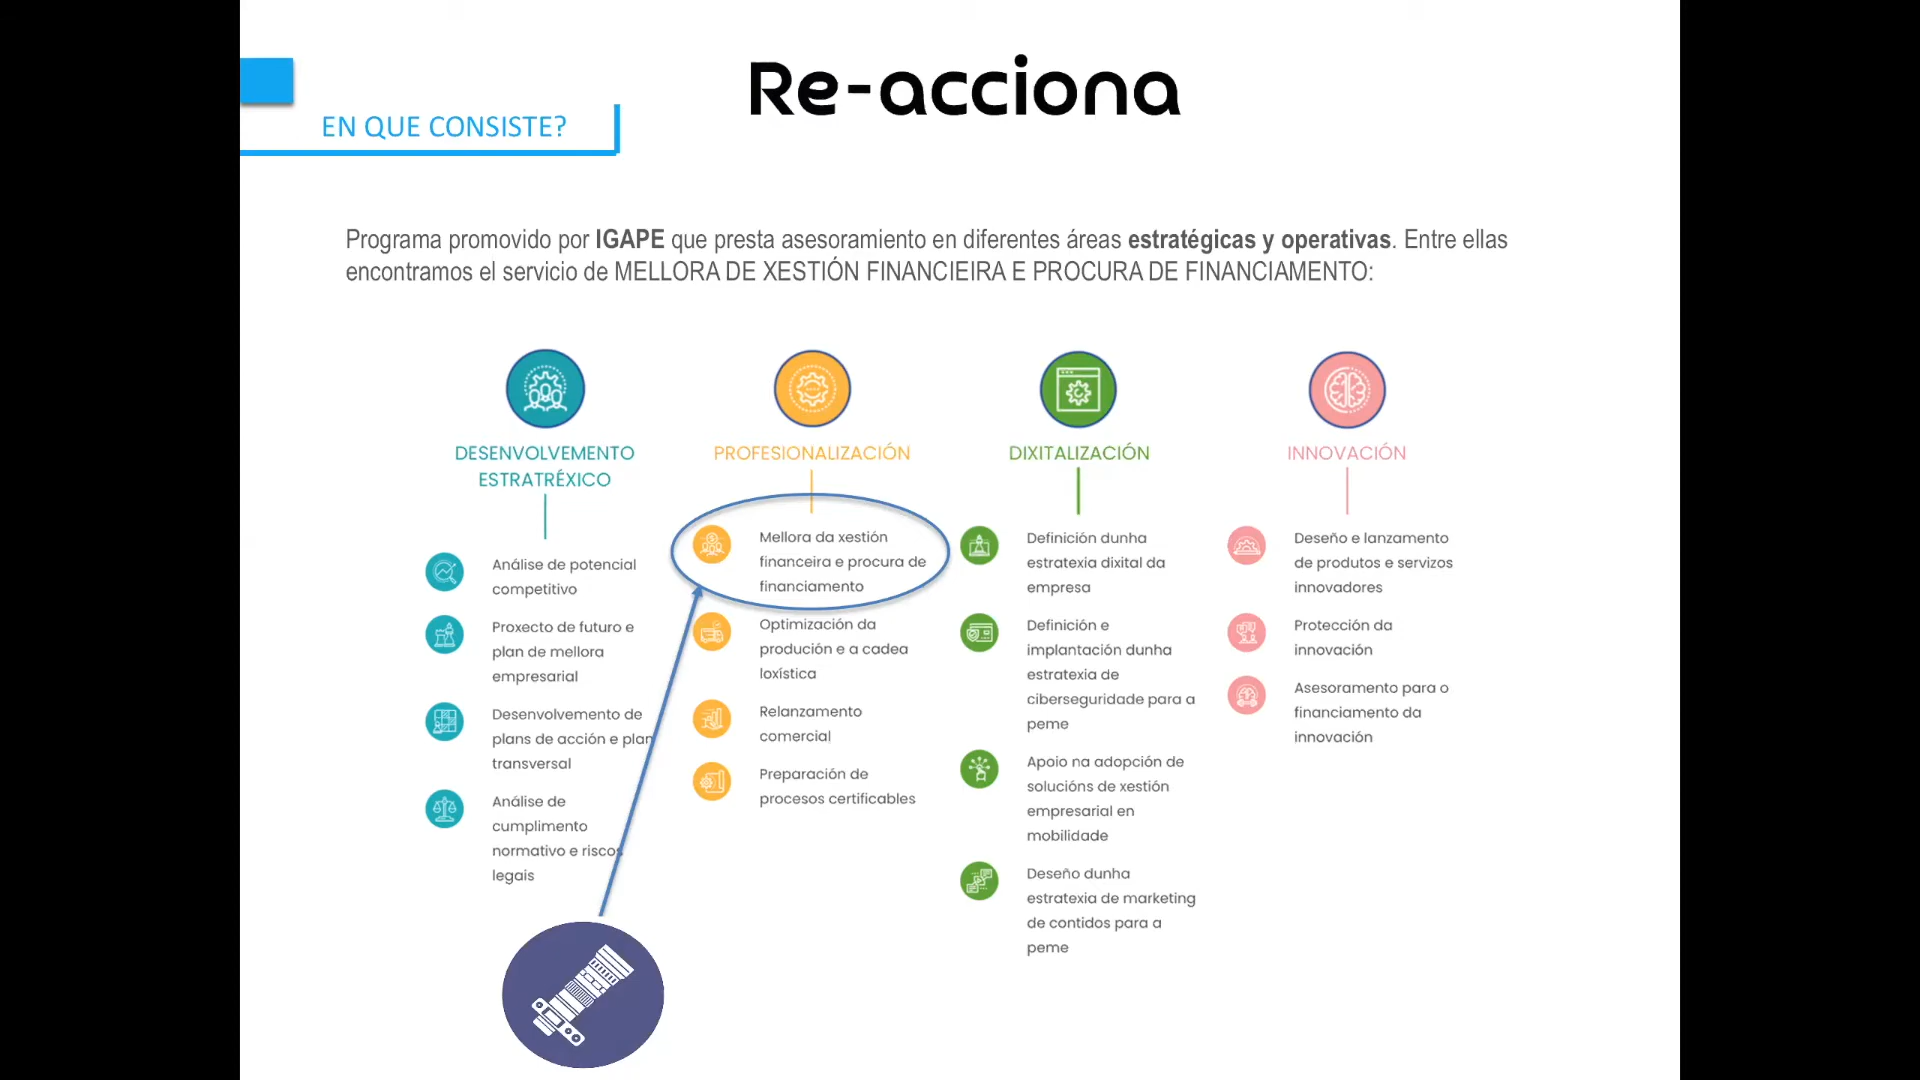 Re-acciona
EN QUE CONSISTE?
Programa promovido por IGAPE que presta asesoramiento en diferentes áreas estratégicas y operativas. Entre ellas
encontramos el servicio de MELLORA DE XESTIÓN FINANCIEIRA E PROCURA DE FINANCIAMENTO:
DESENVOLVEMENTO
ESTRATRÉXICO
Análise de potencial
competitivo
Proxecto de futuro e
plan de mellora
empresarial
Desenvolvemento de
plans de acción e plan
transversal
Análise de
cumplimento
normativo e riscos
legais
PROFESIONALIZACIÓN
Mellora da xestión
financeira e procura de
financiamento
Optimización da
produción e a cadea
loxística
Relanzamento
comercial
Preparación de
procesos certificables
DIXITALIZACIÓN
Definición dunha
estratexia dixital da
empresa
Definición e
implantación dunha
estratexia de
ciberseguridade para a
peme
Apoio na adopción de
solucións de xestión
empresarial en
mobilidade
Deseño dunha
estratexia de marketing
de contidos para a
peme
INNOVACIÓN
Deseño e lanzamento
de produtos e servizos
innovadores
Protección da
innovación
Asesoramento para o
financiamento da
innovación